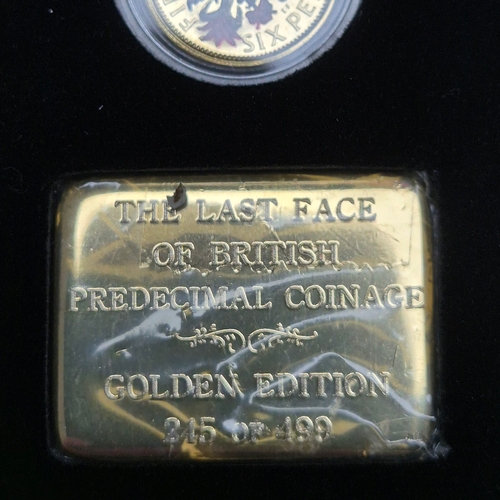 SIX PE
THE LAST FACE
OF BRITISH
PREDECIMAL COINAGE
GOLDEN EDITION
245 OF 499